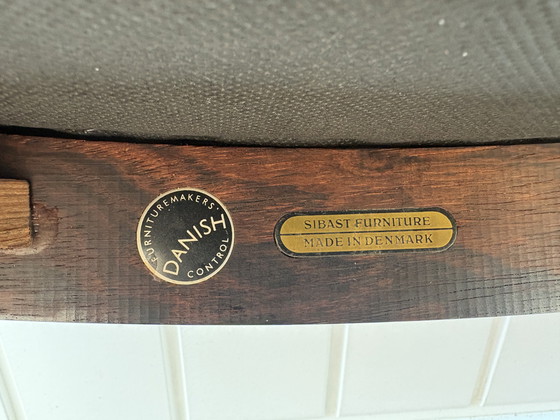 FURNITUREMAKERS'
DANISH
CONTROL
SIBAST FURNITURE
MADE IN DENMARK